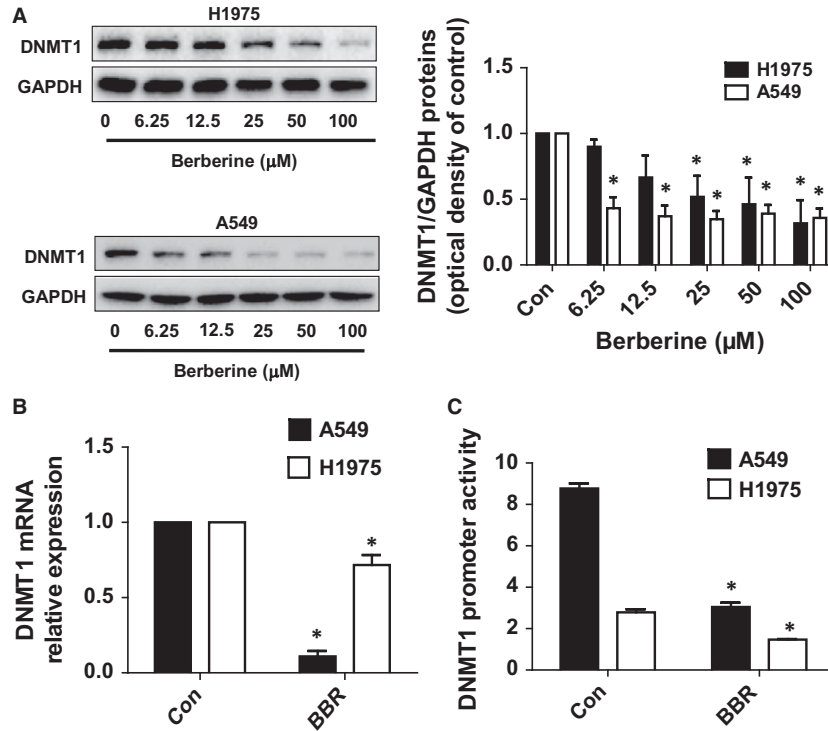 A
H1975
DNMT1
GAPDH
0 6.25 12.5 25 50 100
Berberine (µM)
A549
DNMT1
GAPDH
0 6.25 12.5 25 50 100
Berberine (µM)
DNMT1/GAPDH proteins
(optical density of control)
1.5
1.0
0.5
0.0
H1975
A549
* * * * * * * *
Con 6.25 12.5 25 50 100
Berberine (µM)
B
DNMT1 mRNA
relative expression
1.5
1.0
0.5
0.0
A549
H1975
* *
Con BBR
C
DNMT1 promoter activity
10
8
6
4
2
0
A549
H1975
* *
Con BBR